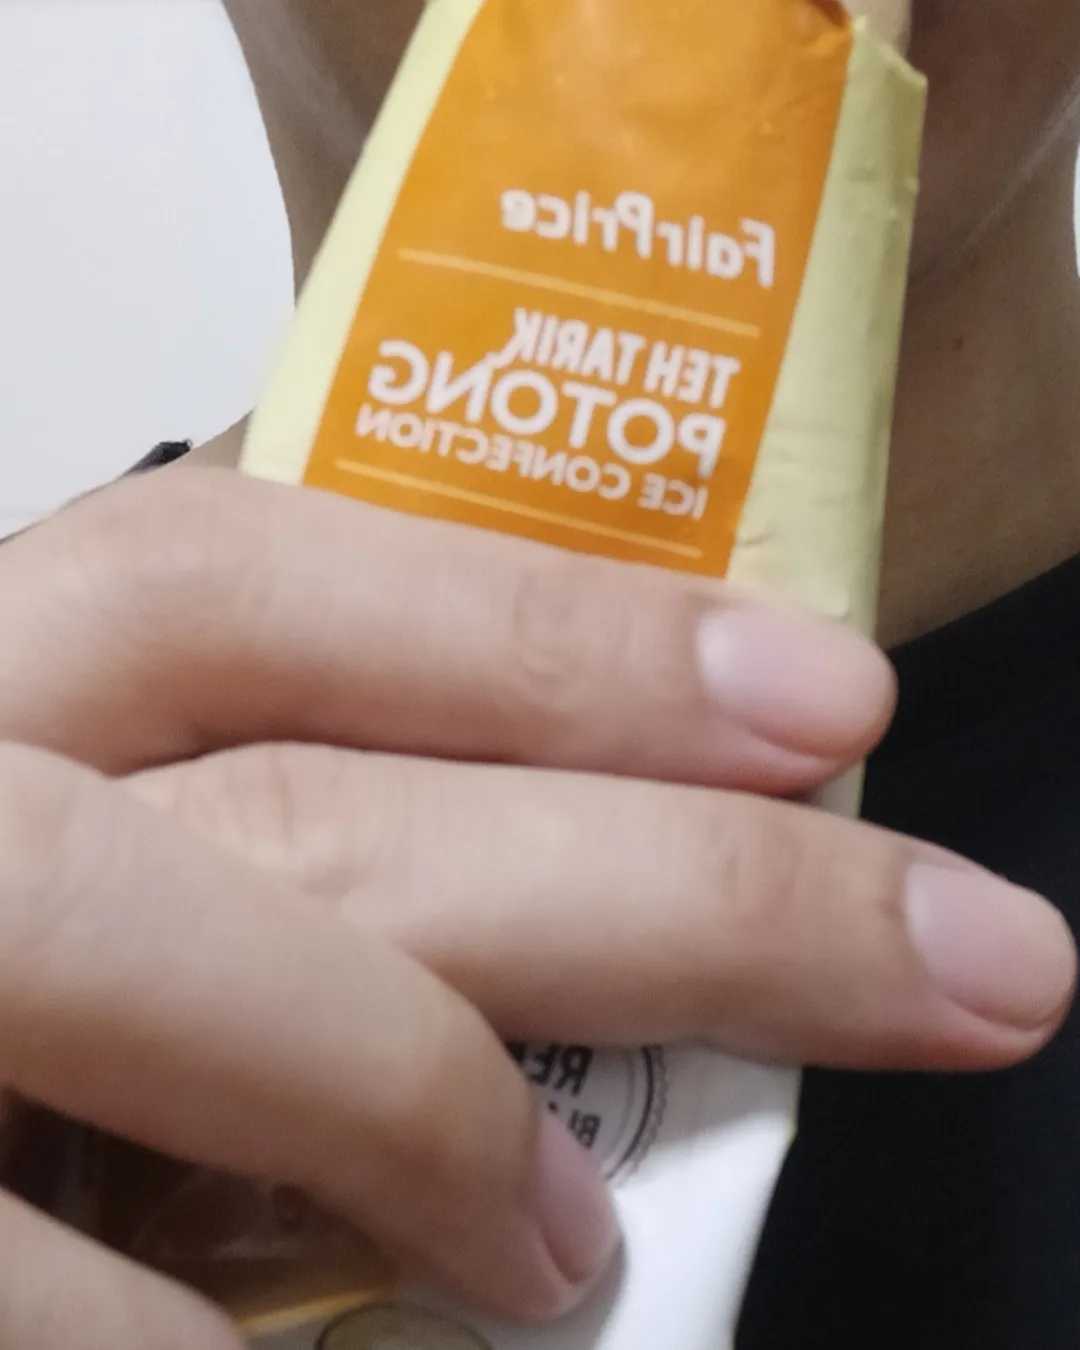 FairPrice
TEH TARIK
POTONG
ICE CONFECTION